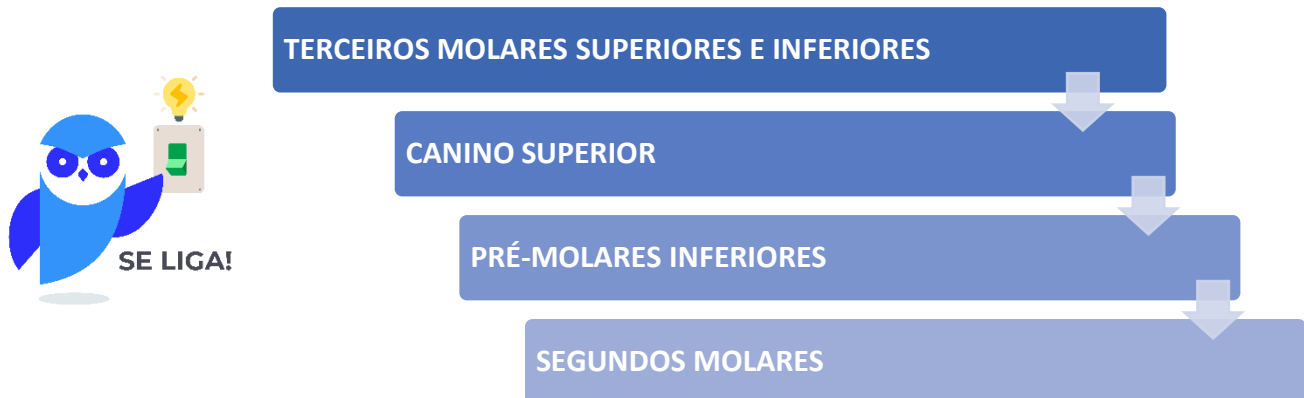 TERCEIROS MOLARES SUPERIORES E INFERIORES
CANINO SUPERIOR
PRÉ-MOLARES INFERIORES
SEGUNDOS MOLARES
SE LIGA!